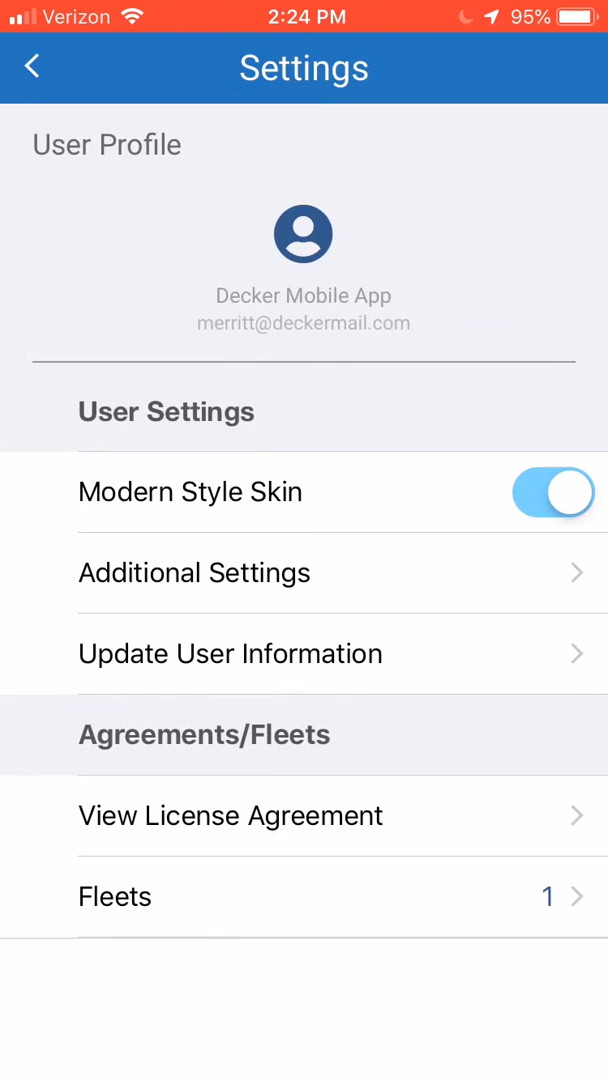 Verizon 2:24 PM 95%
Settings
User Profile
Decker Mobile App
merritt@deckermail.com
User Settings
Modern Style Skin
Additional Settings
Update User Information
Agreements/Fleets
View License Agreement
Fleets 1